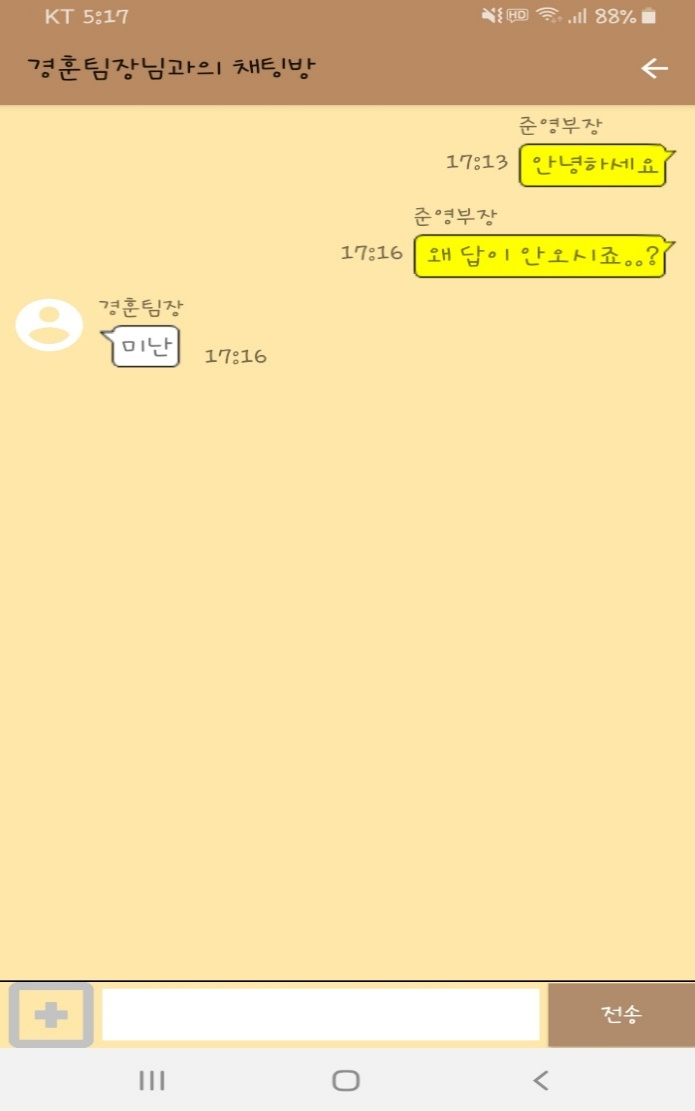 KT 5:17 HD 88%
경훈팀장님과의 채팅방
준영부장
17:13 안녕하세요
준영부장
17:16 왜 답이 안오시죠..?
경훈팀장
미난 17:16
전송